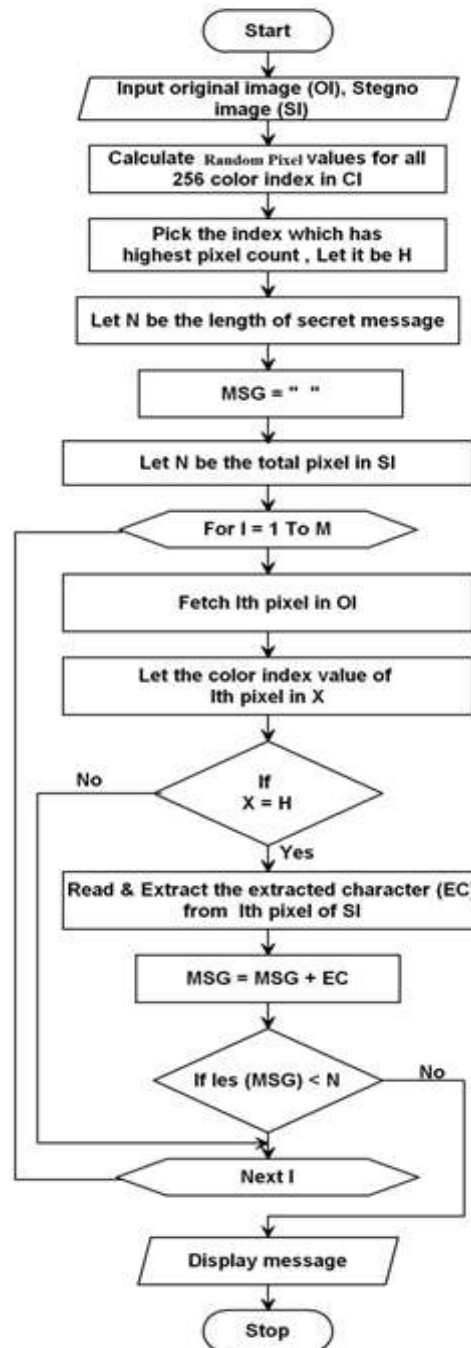 Start
Input original image (OI), Stegno
image (SI)
Calculate Random Pixel values for all
256 color index in CI
Pick the index which has
highest pixel count , Let it be H
Let N be the length of secret message
MSG = " "
Let N be the total pixel in SI
For I = 1 To M
Fetch Ith pixel in OI
Let the color index value of
Ith pixel in X
No
If
X = H
Yes
Read & Extract the extracted character (EC)
from Ith pixel of SI
MSG = MSG + EC
If les (MSG) < N
No
Next I
Display message
Stop